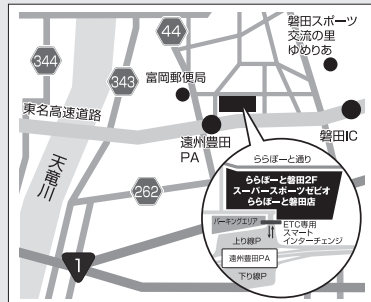 44
344
343
磐田スポーツ
交流の里
ゆめりあ
富岡郵便局
東名高速道路
遠州豊田
PA
磐田IC
天竜川
262
1
ららぽーと通り
ららぽーと磐田2F
スーパースポーツゼビオ
ららぽーと磐田店
パーキングエリア
ETC専用
スマート
インターチェンジ
上り線P
遠州豊田PA
下り線P